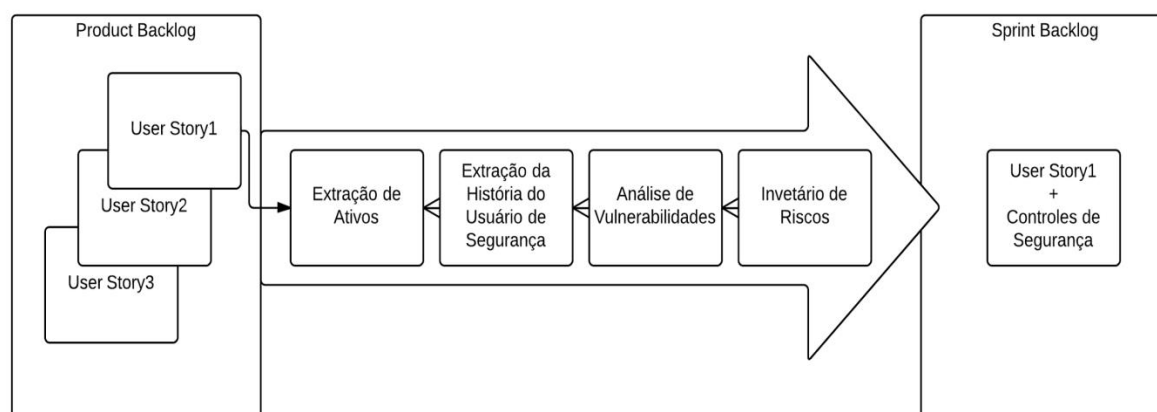 Product Backlog
User Story1
User Story2
User Story3
Extração de
Ativos
Extração da
História do
Usuário de
Segurança
Análise de
Vulnerabilidades
Invetário de
Riscos
Sprint Backlog
User Story1
+
Controles de
Segurança